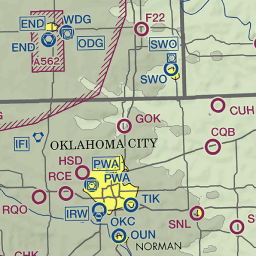 END
WDG
F22
END
ODG
SWO
A562
SWO
CUH
GOK
CQB
IFI
OKLAHOMA CITY
HSD
PWA
RCE
PWA
RQO
TIK
IRW
OKC
SNL
S
OUN
NORMAN
CHK